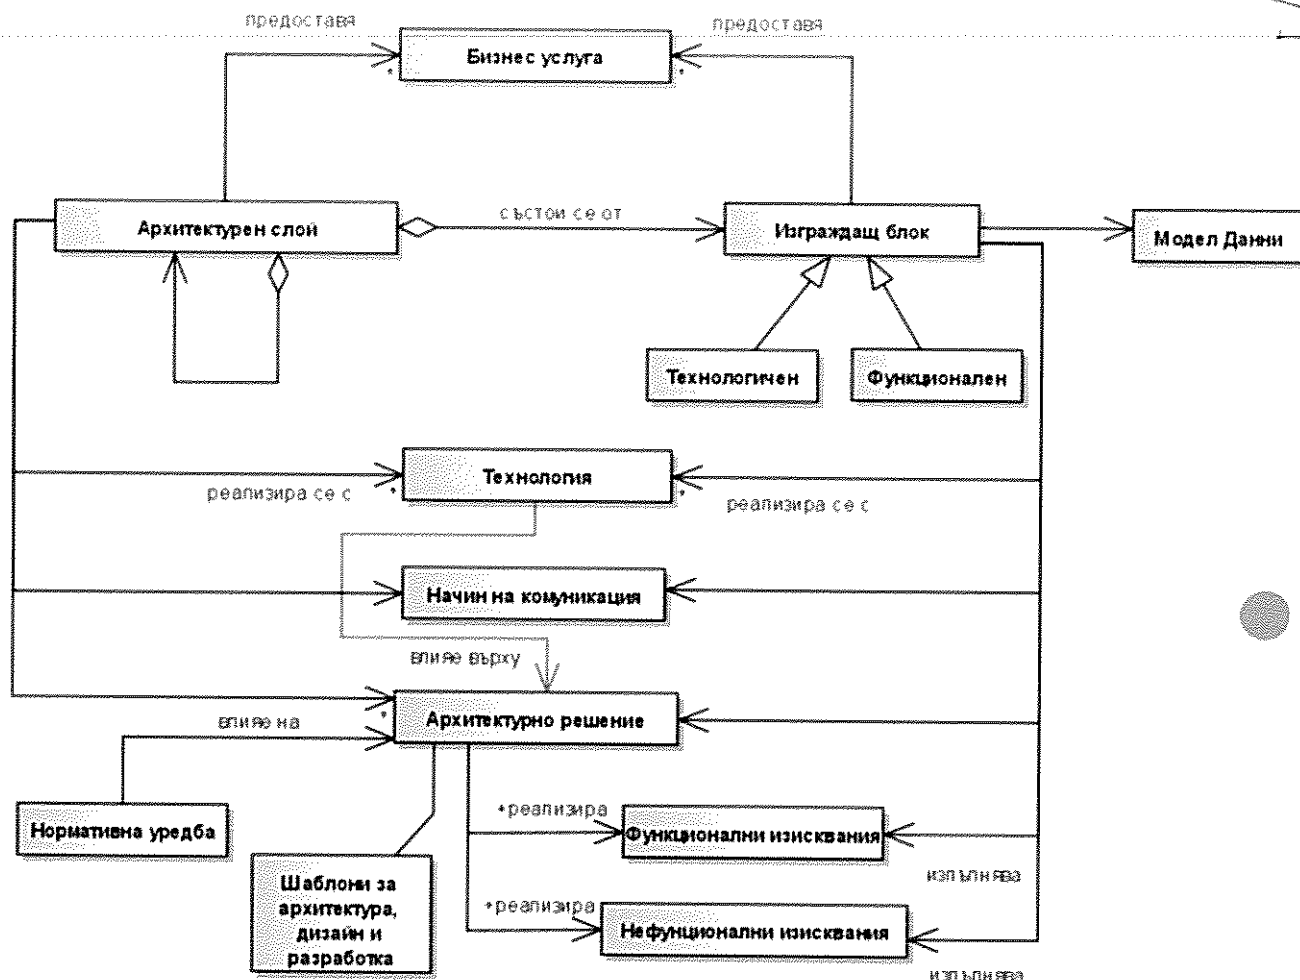 предоставя
предоставя
Бизнес услуга
*
*
Архитектурен слой
състои се от
Изграждащ блок
Модел Данни
Технологичен
Функционален
Технология
реализира се с
*
*
реализира се с
Начин на комуникация
влияе върху
Архитектурно решение
*
влияе на
Нормативна уредба
+реализира
Функционални изисквания
изпълнява
Шаблони за
архитектура,
дизайн и
разработка
+реализира
Нефунционални изисквания
изпълнява